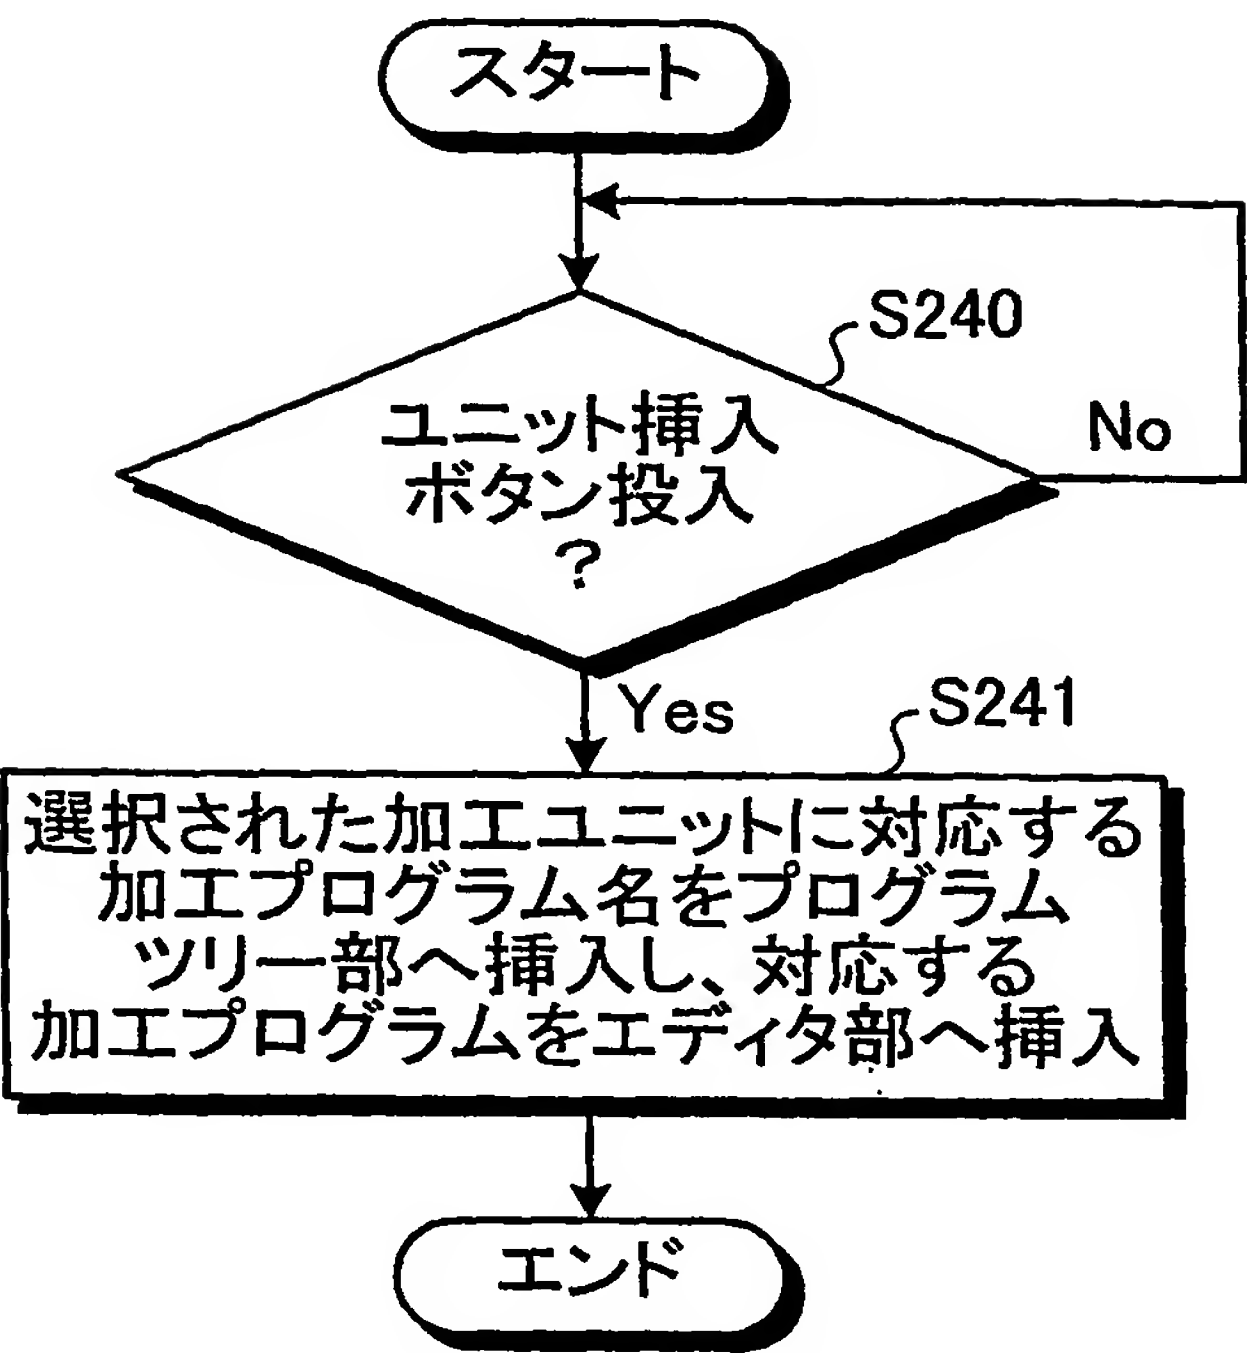 スタート
S240
ユニット挿入
ボタン投入
?
No
Yes
S241
選択された加工ユニットに対応する
加工プログラム名をプログラム
ツリー部へ挿入し、対応する
加工プログラムをエディタ部へ挿入
エンド